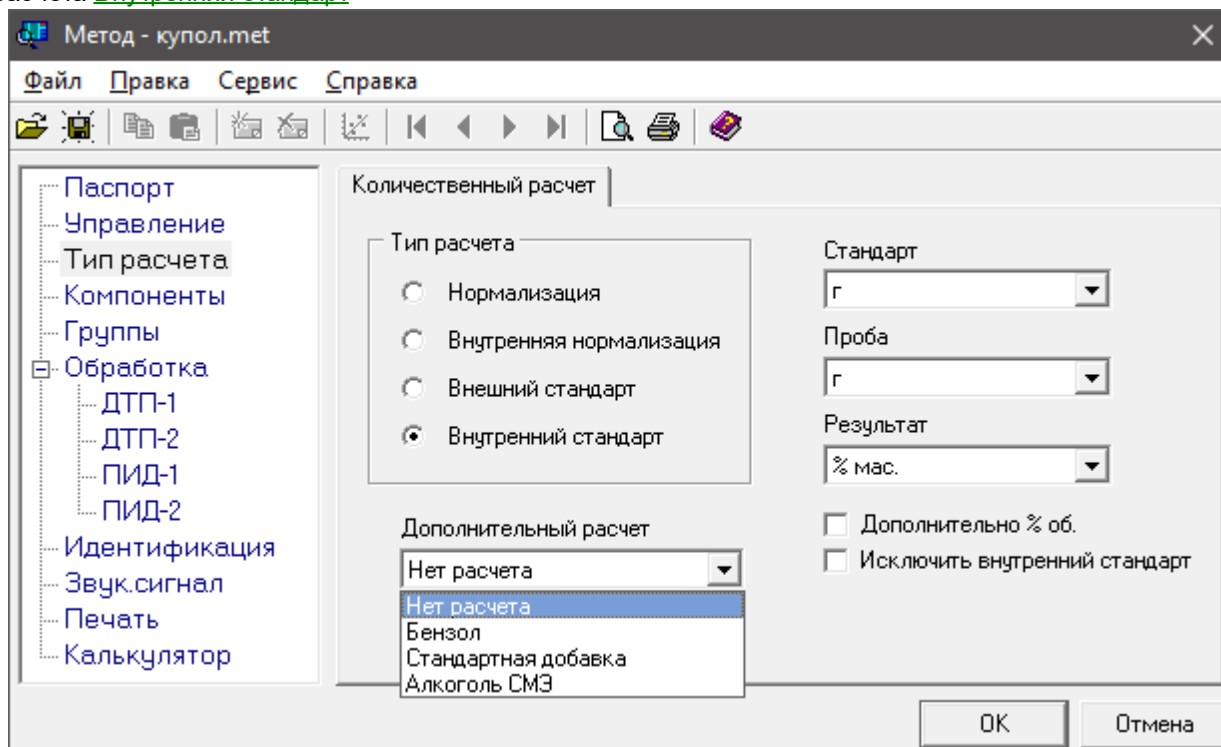 расчета Внутренний стандарт
Метод - купол.met
Файл Правка Сервис Справка
Паспорт
Управление
Тип расчета
Компоненты
Группы
Обработка
ДТП-1
ДТП-2
ПИД-1
ПИД-2
Идентификация
Звук.сигнал
Печать
Калькулятор
Количественный расчет
Тип расчета
Нормализация
Внутренняя нормализация
Внешний стандарт
Внутренний стандарт
Дополнительный расчет
Нет расчета
Нет расчета
Бензол
Стандартная добавка
Алкоголь СМЭ
Стандарт
г
Проба
г
Результат
% мас.
Дополнительно % об.
Исключить внутренний стандарт
OK Отмена